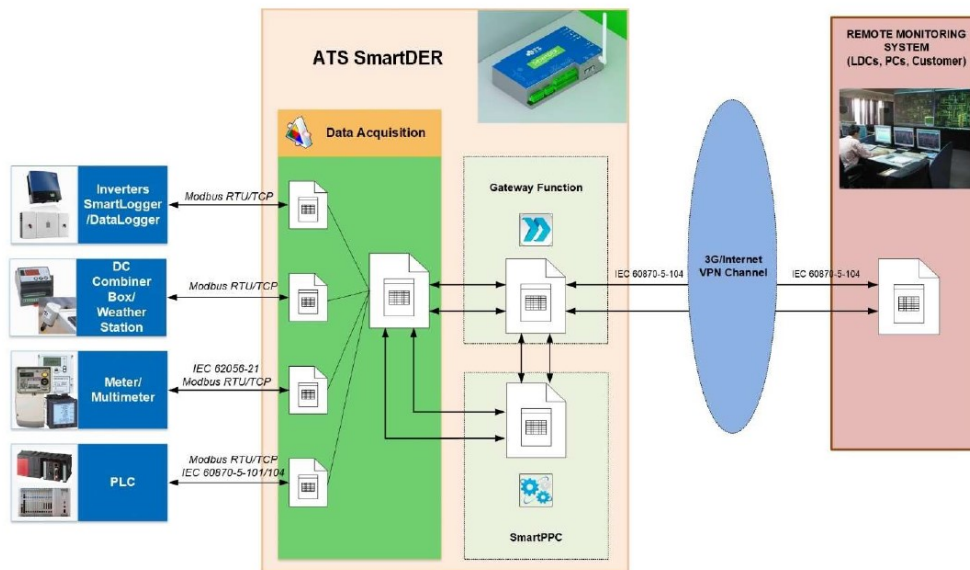 ATS SmartDER
REMOTE MONITORING
SYSTEM
(LDCs, PCs, Customer)
Data Acquisition
Inverters
SmartLogger
/DataLogger
Modbus RTU/TCP
Gateway Function
DC
Combiner
Box/
Weather
Station
Modbus RTU/TCP
IEC 60870-5-104
3G/Internet
VPN Channel
IEC 60870-5-104
Meter/
Multimeter
IEC 62056-21
Modbus RTU/TCP
PLC
Modbus RTU/TCP
IEC 60870-5-101/104
SmartPPC